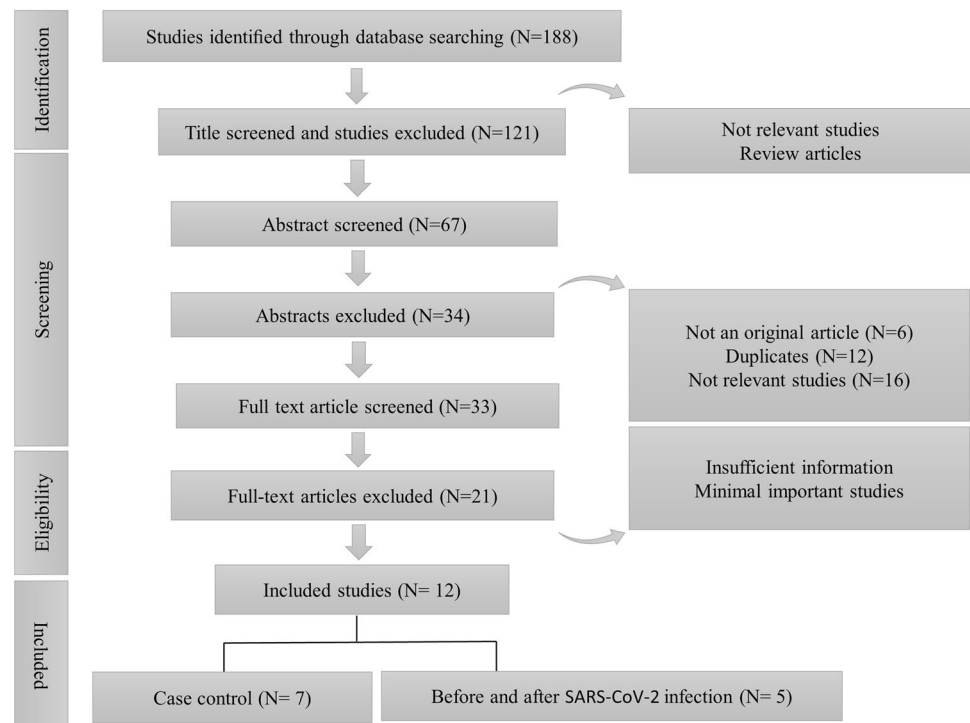 Identification
Studies identified through database searching (N=188)
Title screened and studies excluded (N=121)
Not relevant studies
Review articles
Screening
Abstract screened (N=67)
Abstracts excluded (N=34)
Not an original article (N=6)
Duplicates (N=12)
Not relevant studies (N=16)
Full text article screened (N=33)
Eligibility
Full-text articles excluded (N=21)
Insufficient information
Minimal important studies
Included
Included studies (N= 12)
Case control (N= 7)
Before and after SARS-CoV-2 infection (N= 5)